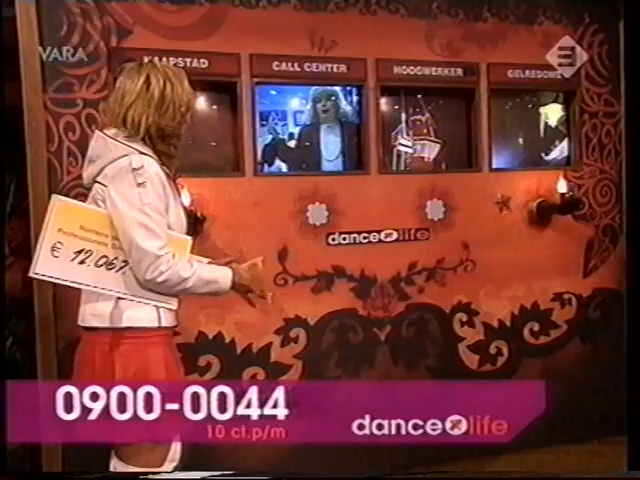 VARA
3
KAAPSTAD
CALL CENTER
HOOGWERKER
GELREDOME
dance4life
€ 12.067
0900-0044
10 ct.p/m
dance4life